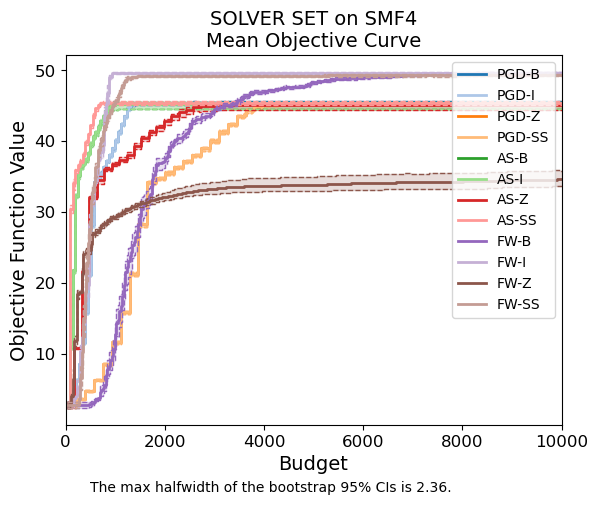 SOLVER SET on SMF4
Mean Objective Curve
Objective Function Value
50
40
30
20
10
0
2000
4000
6000
8000
10000
Budget
PGD-B
PGD-I
PGD-Z
PGD-SS
AS-B
AS-I
AS-Z
AS-SS
FW-B
FW-I
FW-Z
FW-SS
The max halfwidth of the bootstrap 95% CIs is 2.36.